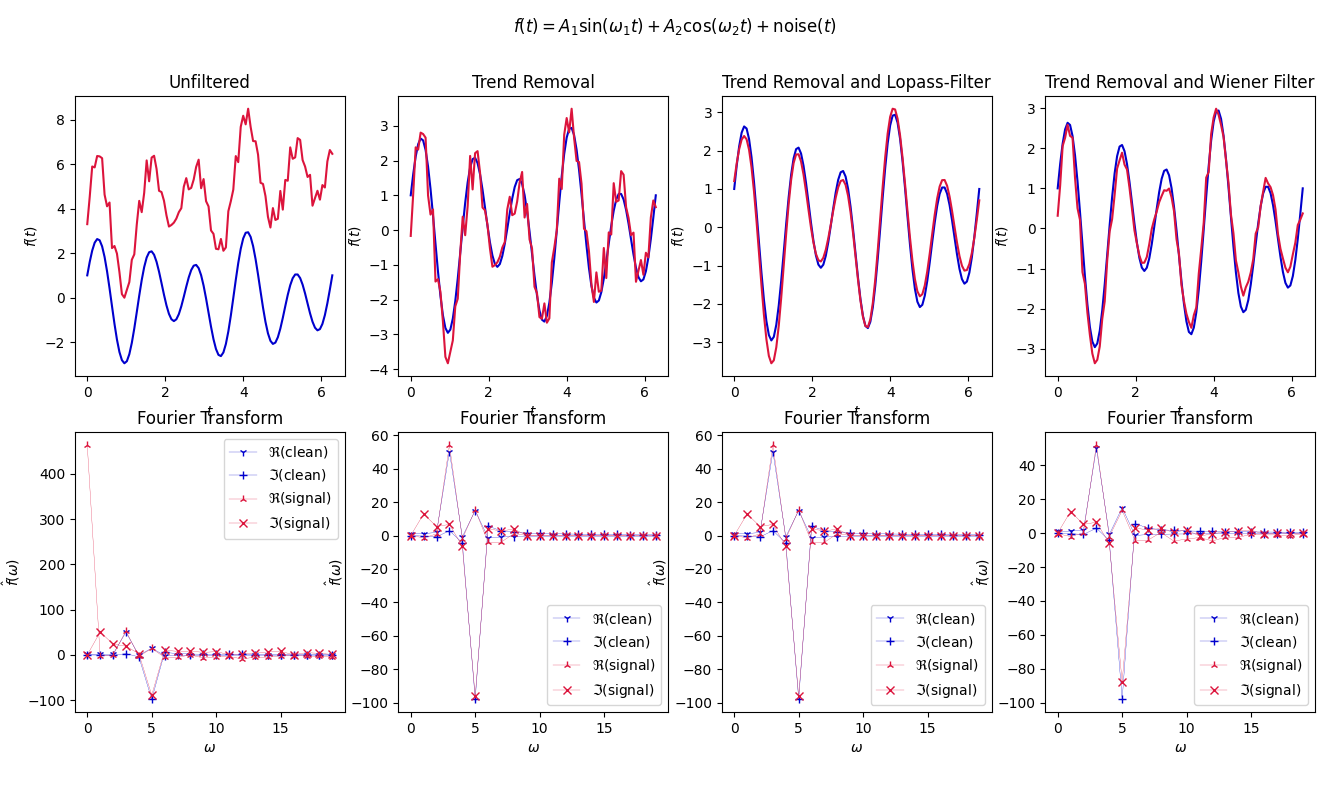 f(t) = A₁sin(ω₁t) + A₂cos(ω₂t) + noise(t)
Unfiltered
f(t)
8
6
4
2
0
−2
0 2 4 6
t
Trend Removal
f(t)
3
2
1
0
−1
−2
−3
−4
0 2 4 6
t
Trend Removal and Lopass-Filter
f(t)
3
2
1
0
−1
−2
−3
0 2 4 6
t
Trend Removal and Wiener Filter
f(t)
3
2
1
0
−1
−2
−3
0 2 4 6
t
Fourier Transform
f̂(ω)
400
300
200
100
0
−100
0 5 10 15
ω
ℜ(clean)
ℑ(clean)
ℜ(signal)
ℑ(signal)
Fourier Transform
f̂(ω)
60
40
20
0
−20
−40
−60
−80
−100
0 5 10 15
ω
ℜ(clean)
ℑ(clean)
ℜ(signal)
ℑ(signal)
Fourier Transform
f̂(ω)
60
40
20
0
−20
−40
−60
−80
−100
0 5 10 15
ω
ℜ(clean)
ℑ(clean)
ℜ(signal)
ℑ(signal)
Fourier Transform
f̂(ω)
40
20
0
−20
−40
−60
−80
−100
0 5 10 15
ω
ℜ(clean)
ℑ(clean)
ℜ(signal)
ℑ(signal)